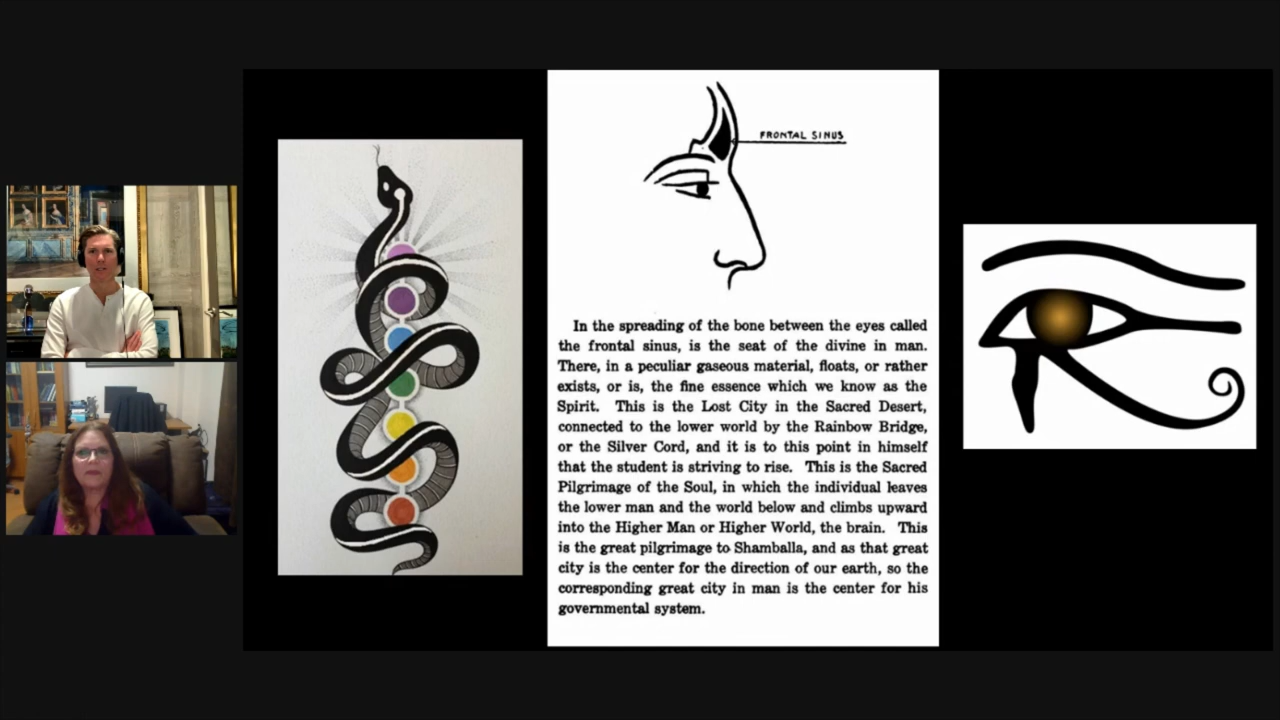 FRONTAL SINUS
In the spreading of the bone between the eyes called
the frontal sinus, is the seat of the divine in man.
There, in a peculiar gaseous material, floats, or rather
exists, or is, the fine essence which we know as the
Spirit. This is the Lost City in the Sacred Desert,
connected to the lower world by the Rainbow Bridge,
or the Silver Cord, and it is to this point in himself
that the student is striving to rise. This is the Sacred
Pilgrimage of the Soul, in which the individual leaves
the lower man and the world below and climbs upward
into the Higher Man or Higher World, the brain. This
is the great pilgrimage to Shamballa, and as that great
city is the center for the direction of our earth, so the
corresponding great city in man is the center for his
governmental system.